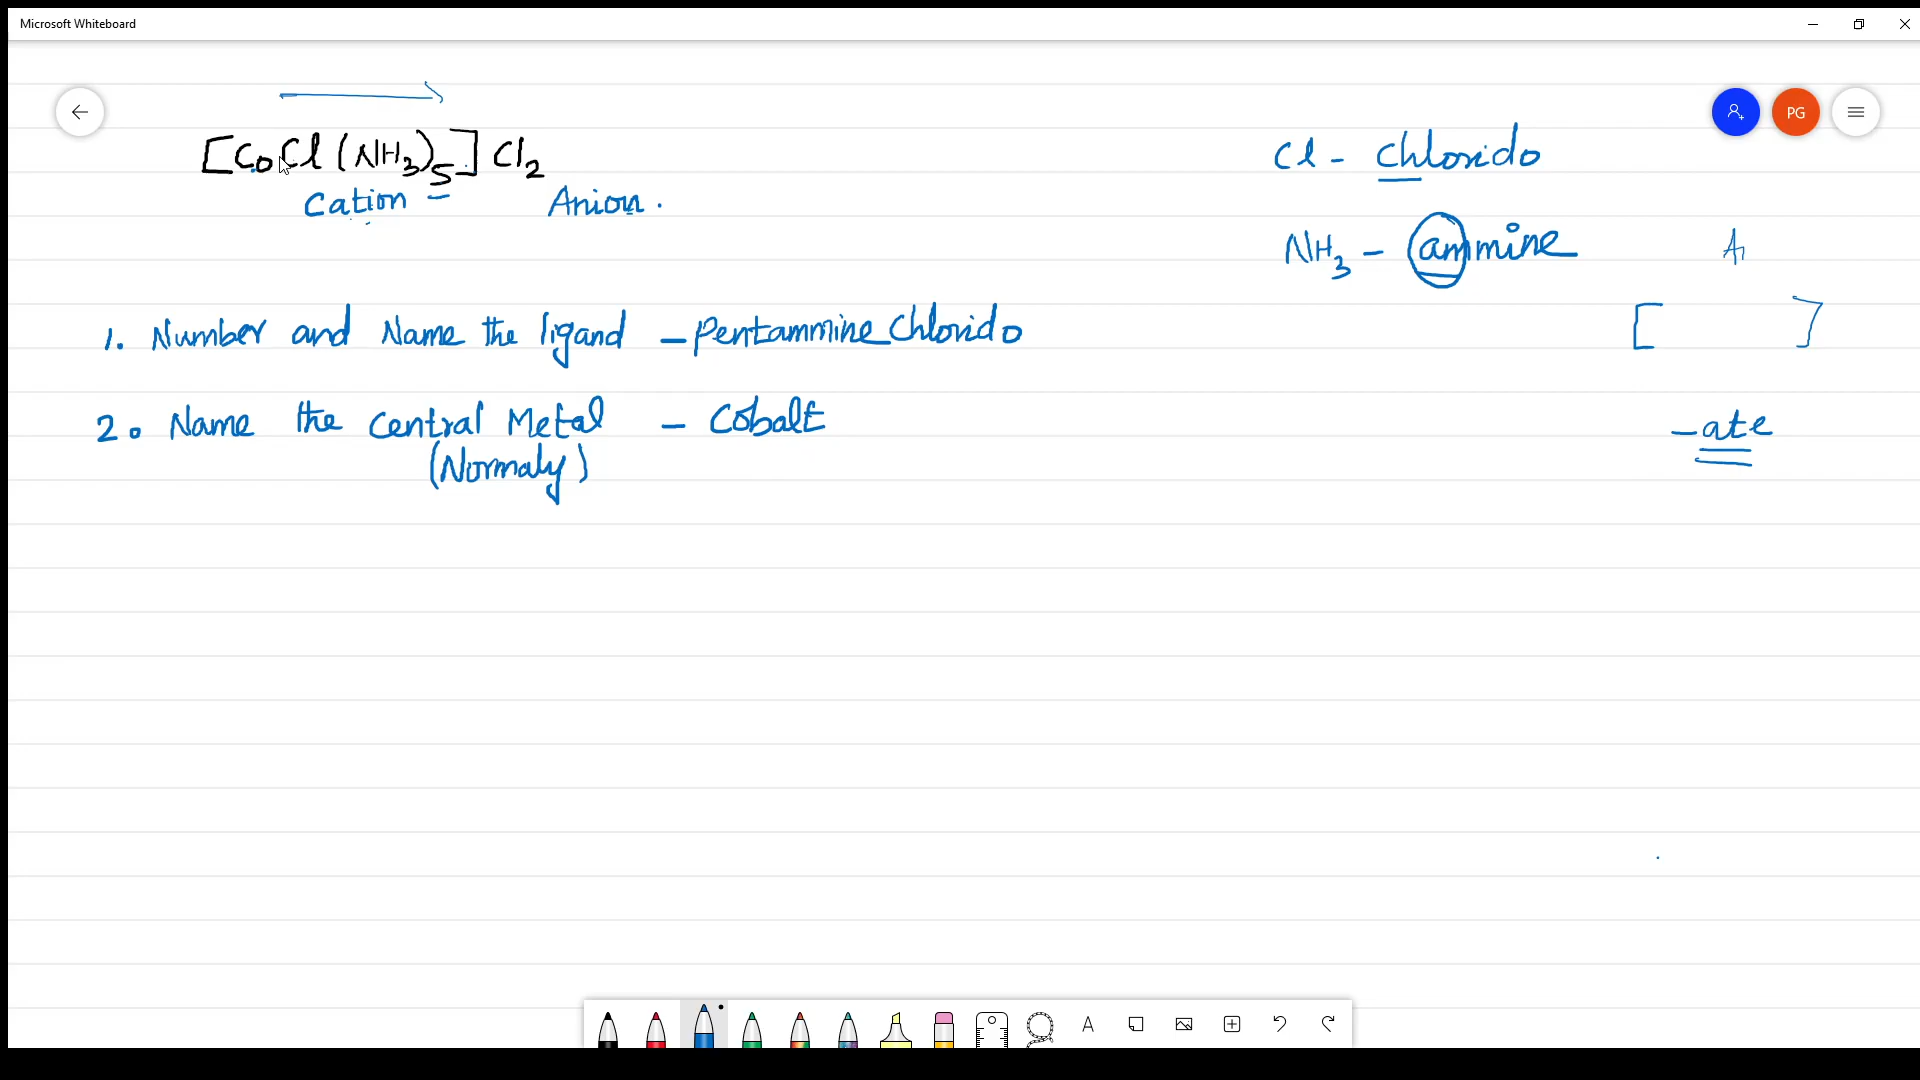 Microsoft Whiteboard
PG
[CoCl(NH3)5]Cl2
Cation
Anion.
Cl - Chlorido
NH3 - ammine
A
[ ]
1. Number and Name the ligand - Pentammine Chlorido
2. Name the Central Metal - Cobalt
(Normaly)
-ate
A